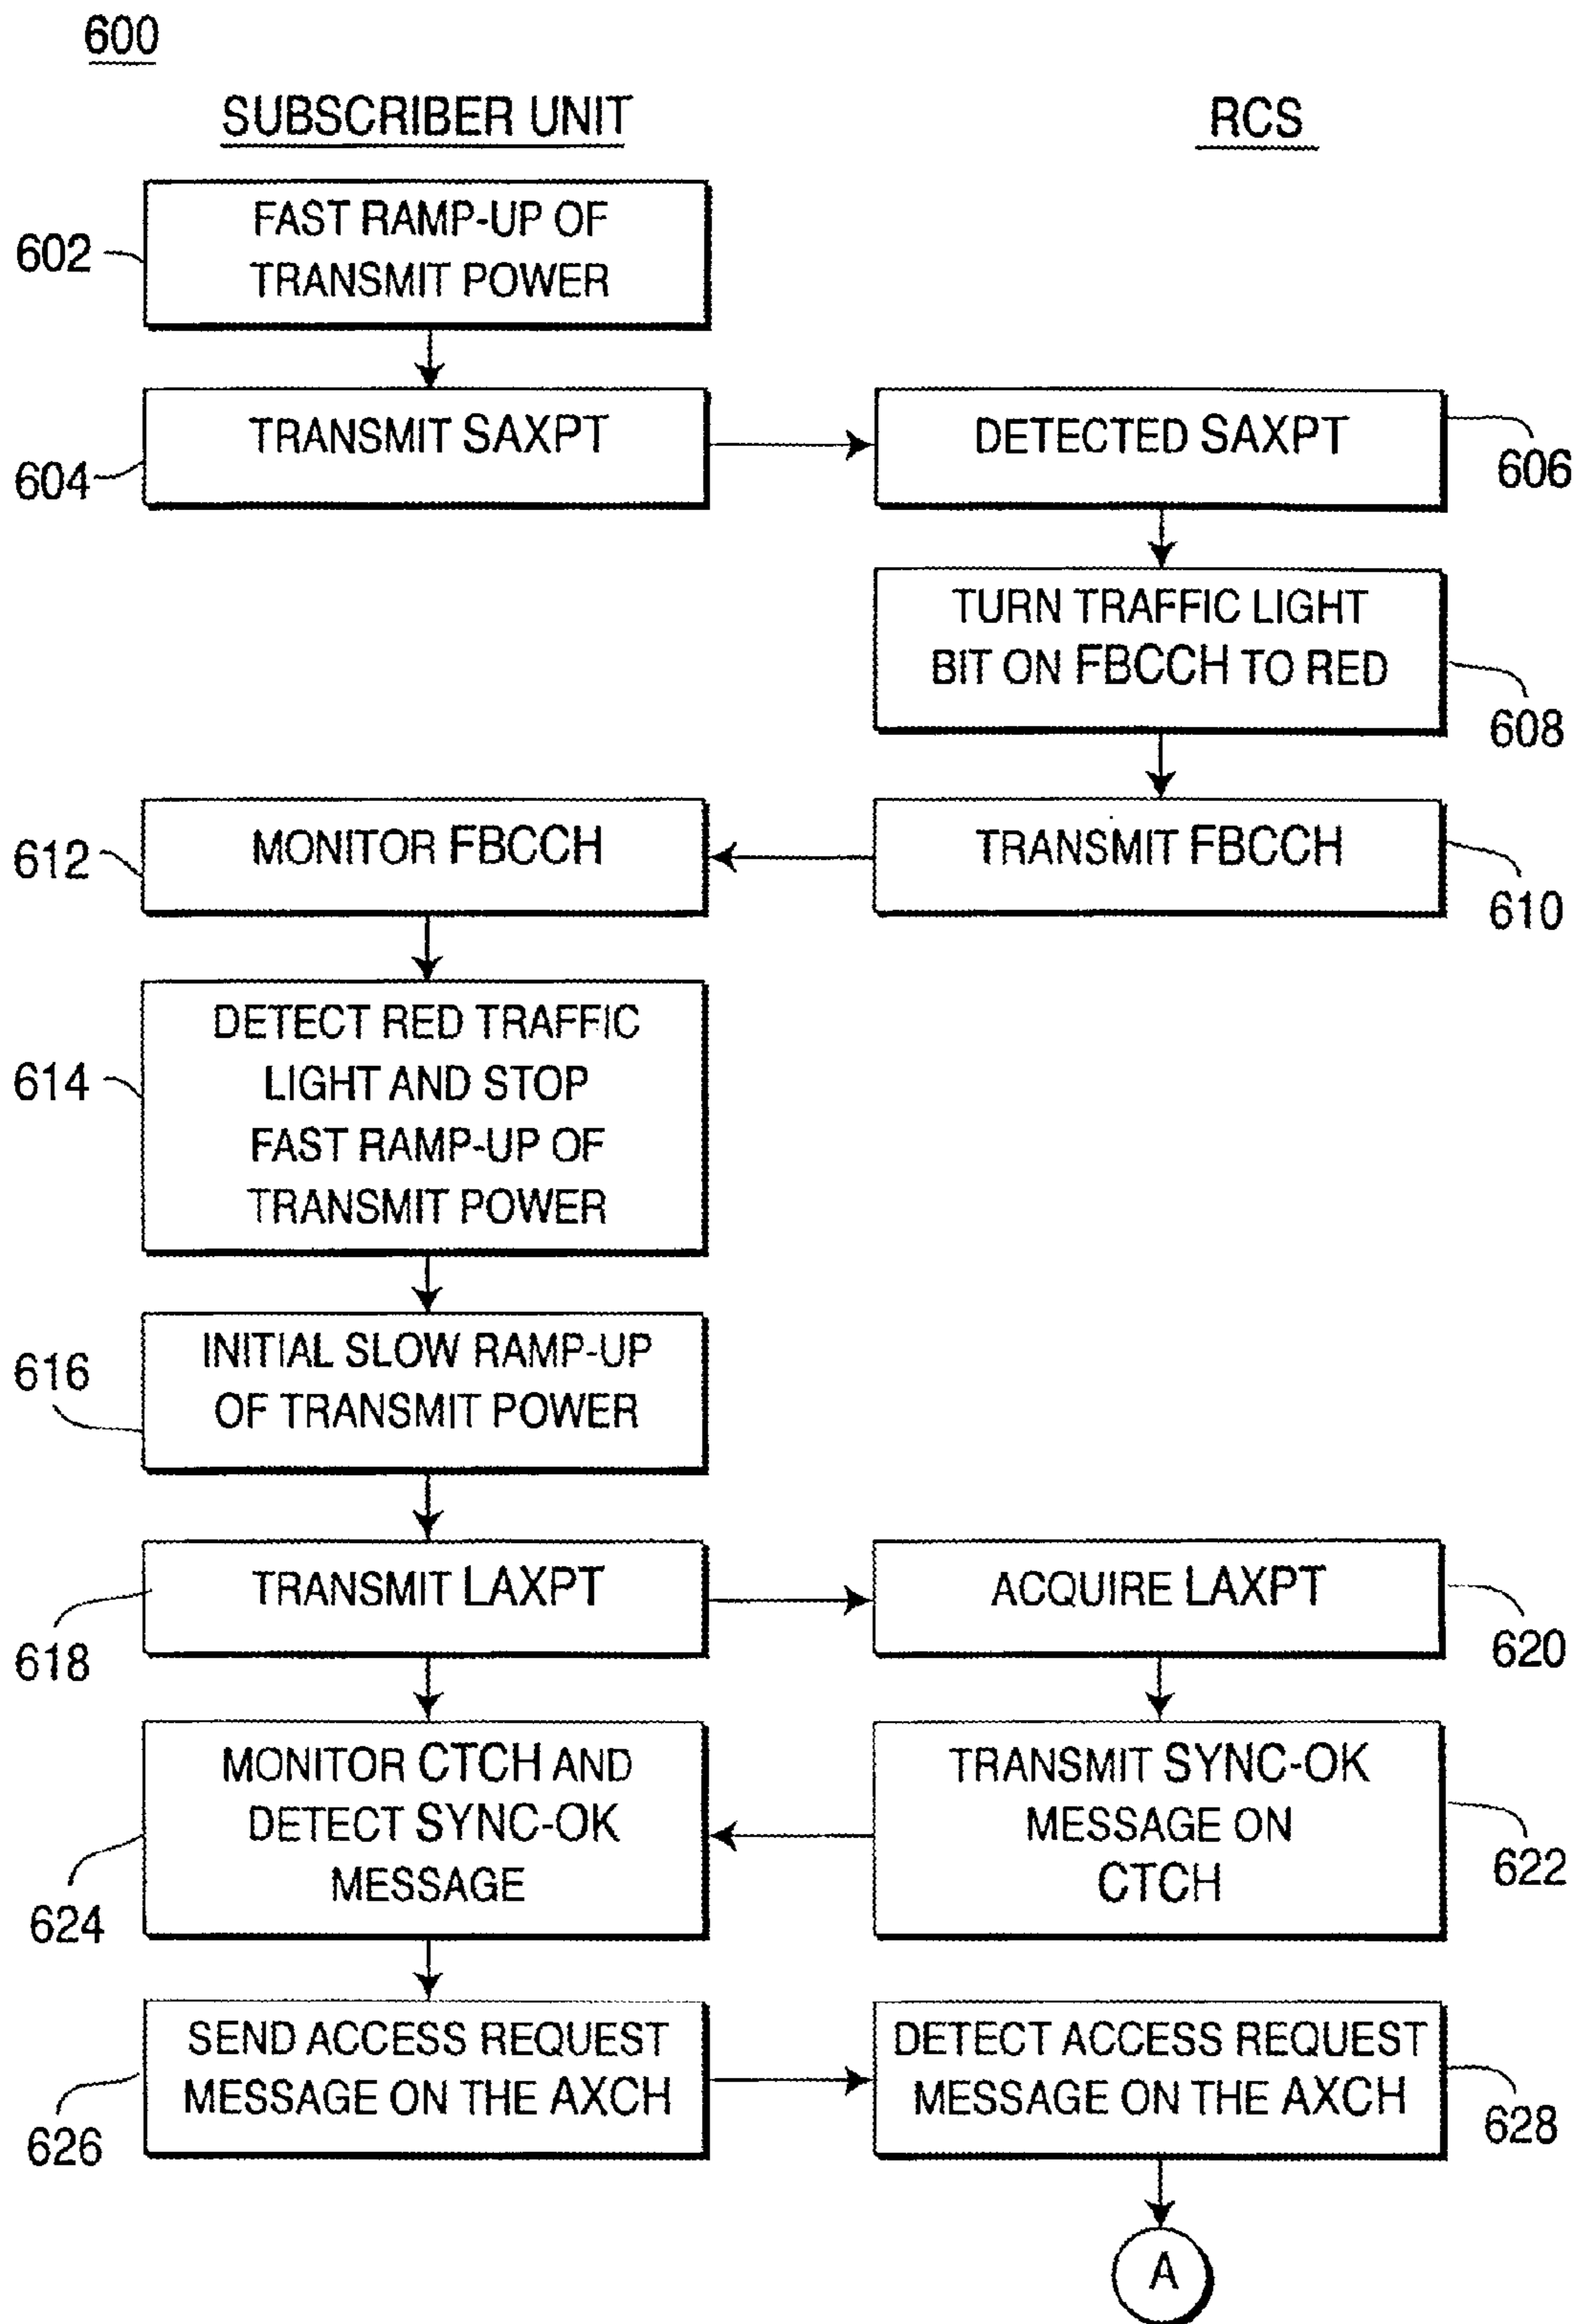 600
SUBSCRIBER UNIT
RCS
602
FAST RAMP-UP OF
TRANSMIT POWER
604
TRANSMIT SAXPT
DETECTED SAXPT
606
TURN TRAFFIC LIGHT
BIT ON FBCCH TO RED
608
612
MONITOR FBCCH
TRANSMIT FBCCH
610
614
DETECT RED TRAFFIC
LIGHT AND STOP
FAST RAMP-UP OF
TRANSMIT POWER
616
INITIAL SLOW RAMP-UP
OF TRANSMIT POWER
618
TRANSMIT LAXPT
ACQUIRE LAXPT
620
624
MONITOR CTCH AND
DETECT SYNC-OK
MESSAGE
TRANSMIT SYNC-OK
MESSAGE ON
CTCH
622
626
SEND ACCESS REQUEST
MESSAGE ON THE AXCH
DETECT ACCESS REQUEST
MESSAGE ON THE AXCH
628
A